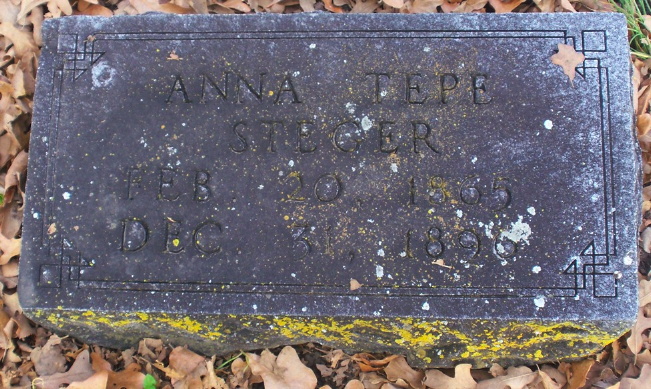 ANNA TEPE
STEGER
FEB. 20, 1865
DEC. 31, 1896